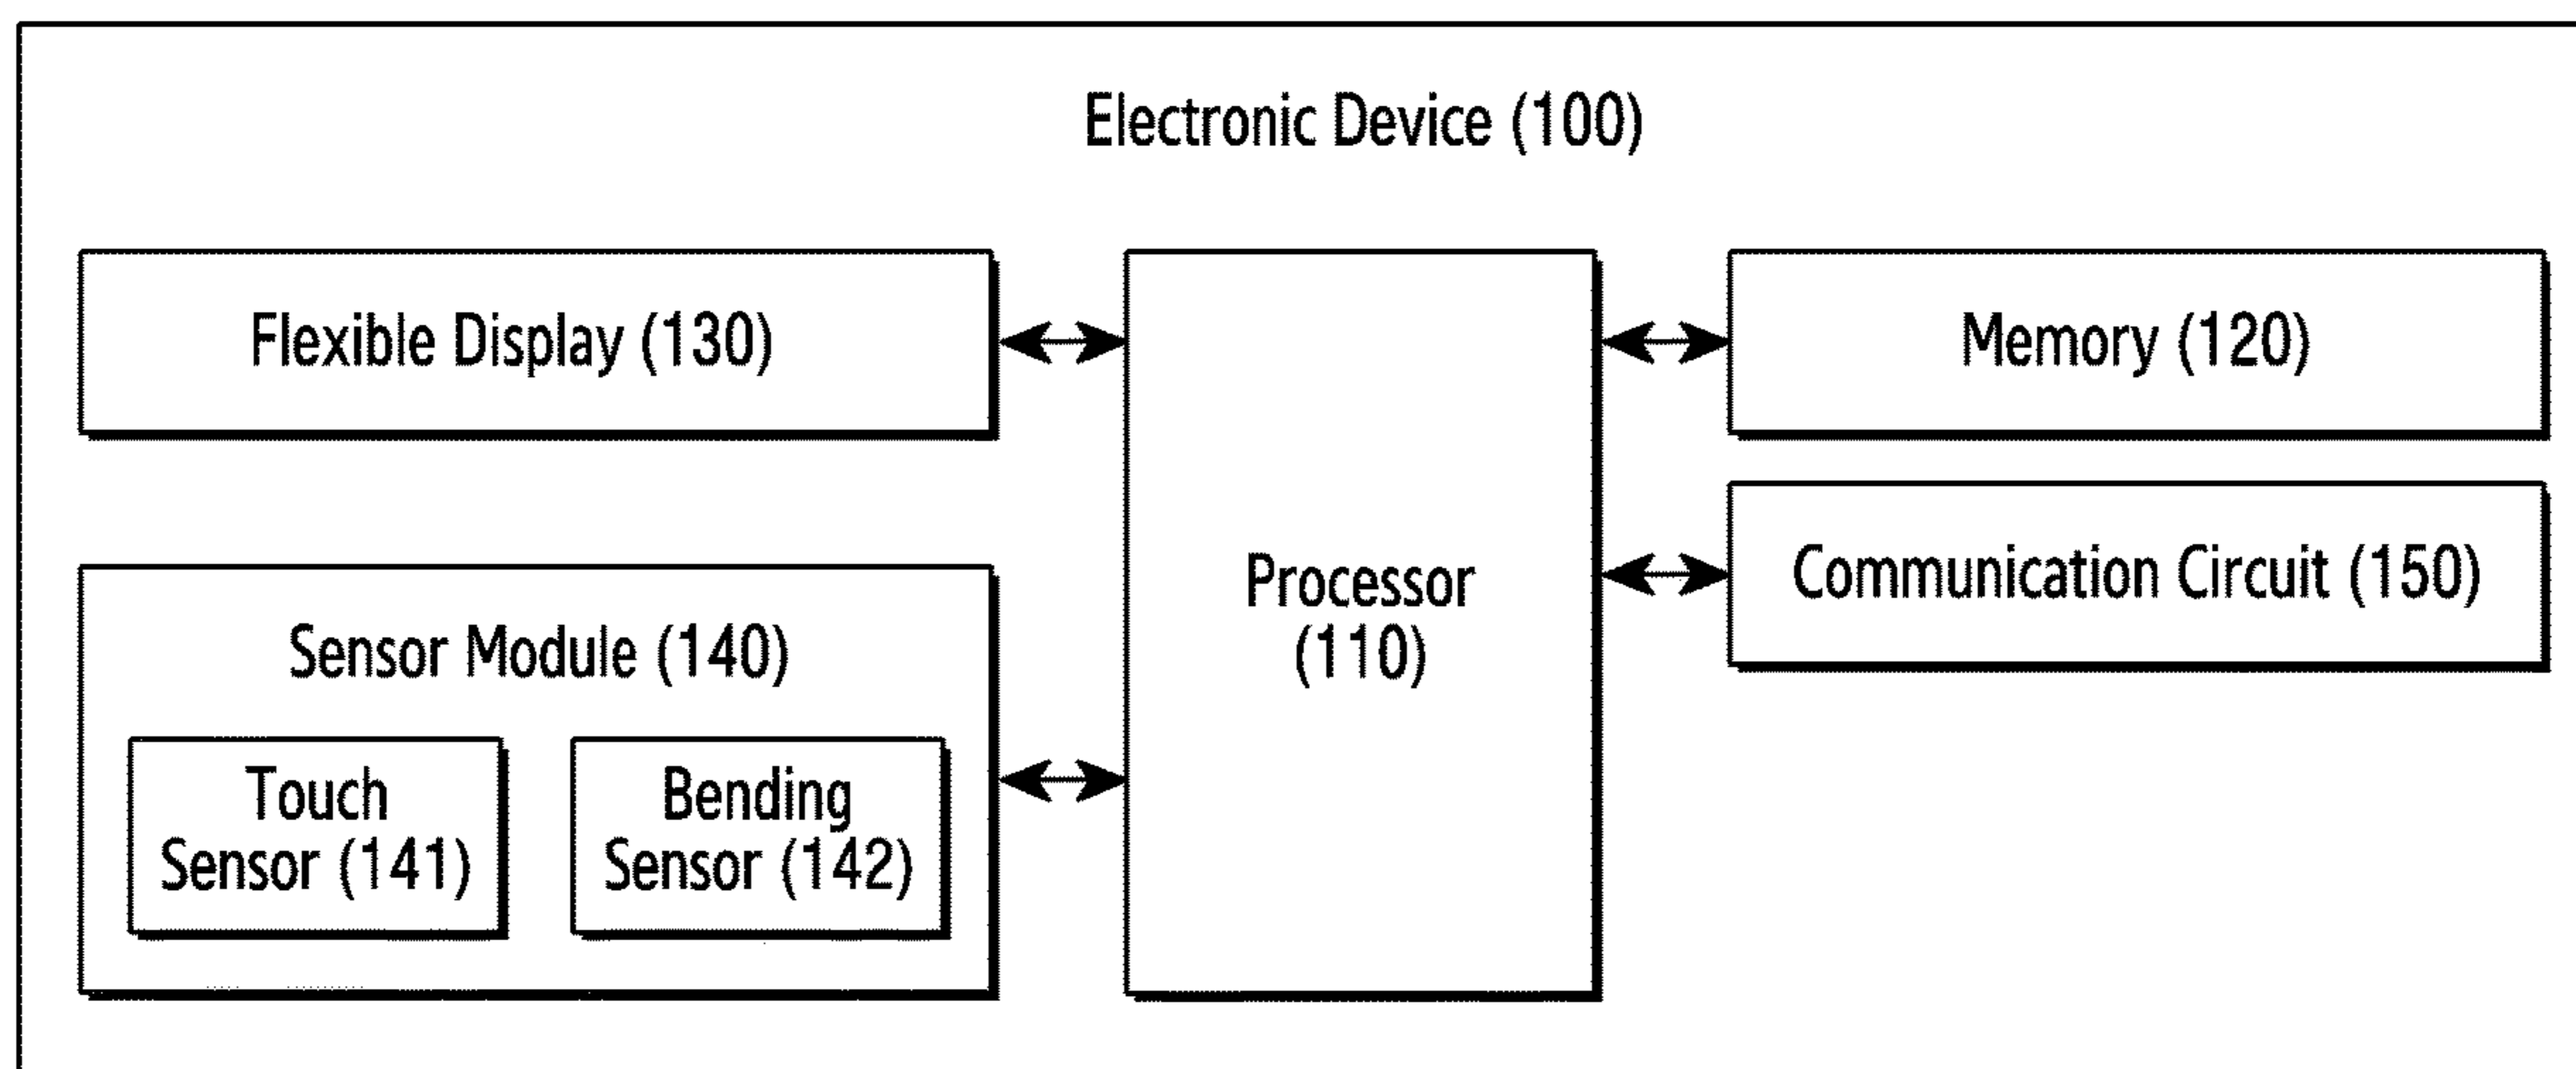 Electronic Device (100)
Flexible Display (130)
Sensor Module (140)
Touch
Sensor (141)
Bending
Sensor (142)
Processor
(110)
Memory (120)
Communication Circuit (150)